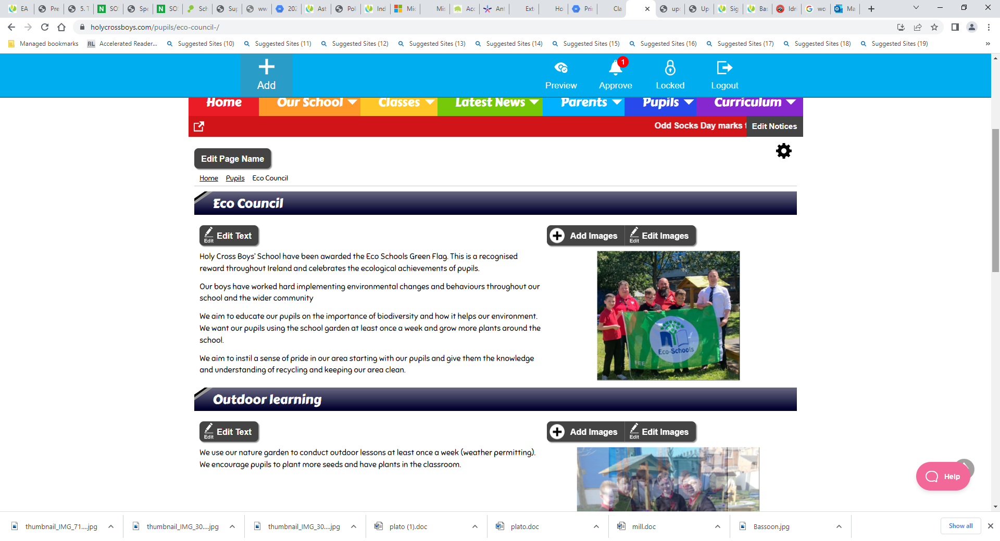 EA
Pre
5. T
SO
Spe
SO
Sch
Sup
ww
202
Ast
Pol
Ind
Mic
Mis
Acc
Ant
Ext
Ho
Pri
Cla
upc
Up
Sig
Bas
Idr
wo
Ma
holycrossboys.com/pupils/eco-council-/
Managed bookmarks
RL Accelerated Reader...
Suggested Sites (10)
Suggested Sites (11)
Suggested Sites (12)
Suggested Sites (13)
Suggested Sites (14)
Suggested Sites (15)
Suggested Sites (16)
Suggested Sites (17)
Suggested Sites (18)
Suggested Sites (19)
»
Add
Preview
1
Approve
Locked
Logout
Home
Our School
Classes
Latest News
Parents
Pupils
Curriculum
Odd Socks Day marks
Edit Notices
Edit Page Name
Home Pupils Eco Council
Eco Council
Edit Edit Text
Add Images
Edit Edit Images
Holy Cross Boys' School have been awarded the Eco Schools Green Flag. This is a recognised
reward throughout Ireland and celebrates the ecological achievements of pupils.
Our boys have worked hard implementing environmental changes and behaviours throughout our
school and the wider community
We aim to educate our pupils on the importance of biodiversity and how it helps our environment.
We want our pupils using the school garden at least once a week and grow more plants around the
school.
We aim to instil a sense of pride in our area starting with our pupils and give them the knowledge
and understanding of recycling and keeping our area clean.
Eco-Schools
FEE
Outdoor learning
Edit Edit Text
Add Images
Edit Edit Images
We use our nature garden to conduct outdoor lessons at least once a week (weather permitting).
We encourage pupils to plant more seeds and have plants in the classroom.
Help
thumbnail_IMG_71....jpg
thumbnail_IMG_30....jpg
thumbnail_IMG_30....jpg
plato (1).doc
plato.doc
mill.doc
Bassoon.jpg
Show all